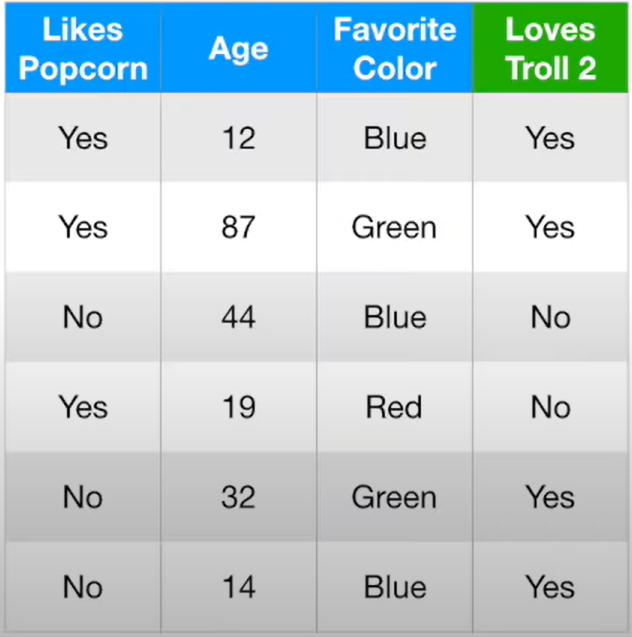 Likes Popcorn | Age | Favorite Color | Loves Troll 2
Yes | 12 | Blue | Yes
Yes | 87 | Green | Yes
No | 44 | Blue | No
Yes | 19 | Red | No
No | 32 | Green | Yes
No | 14 | Blue | Yes